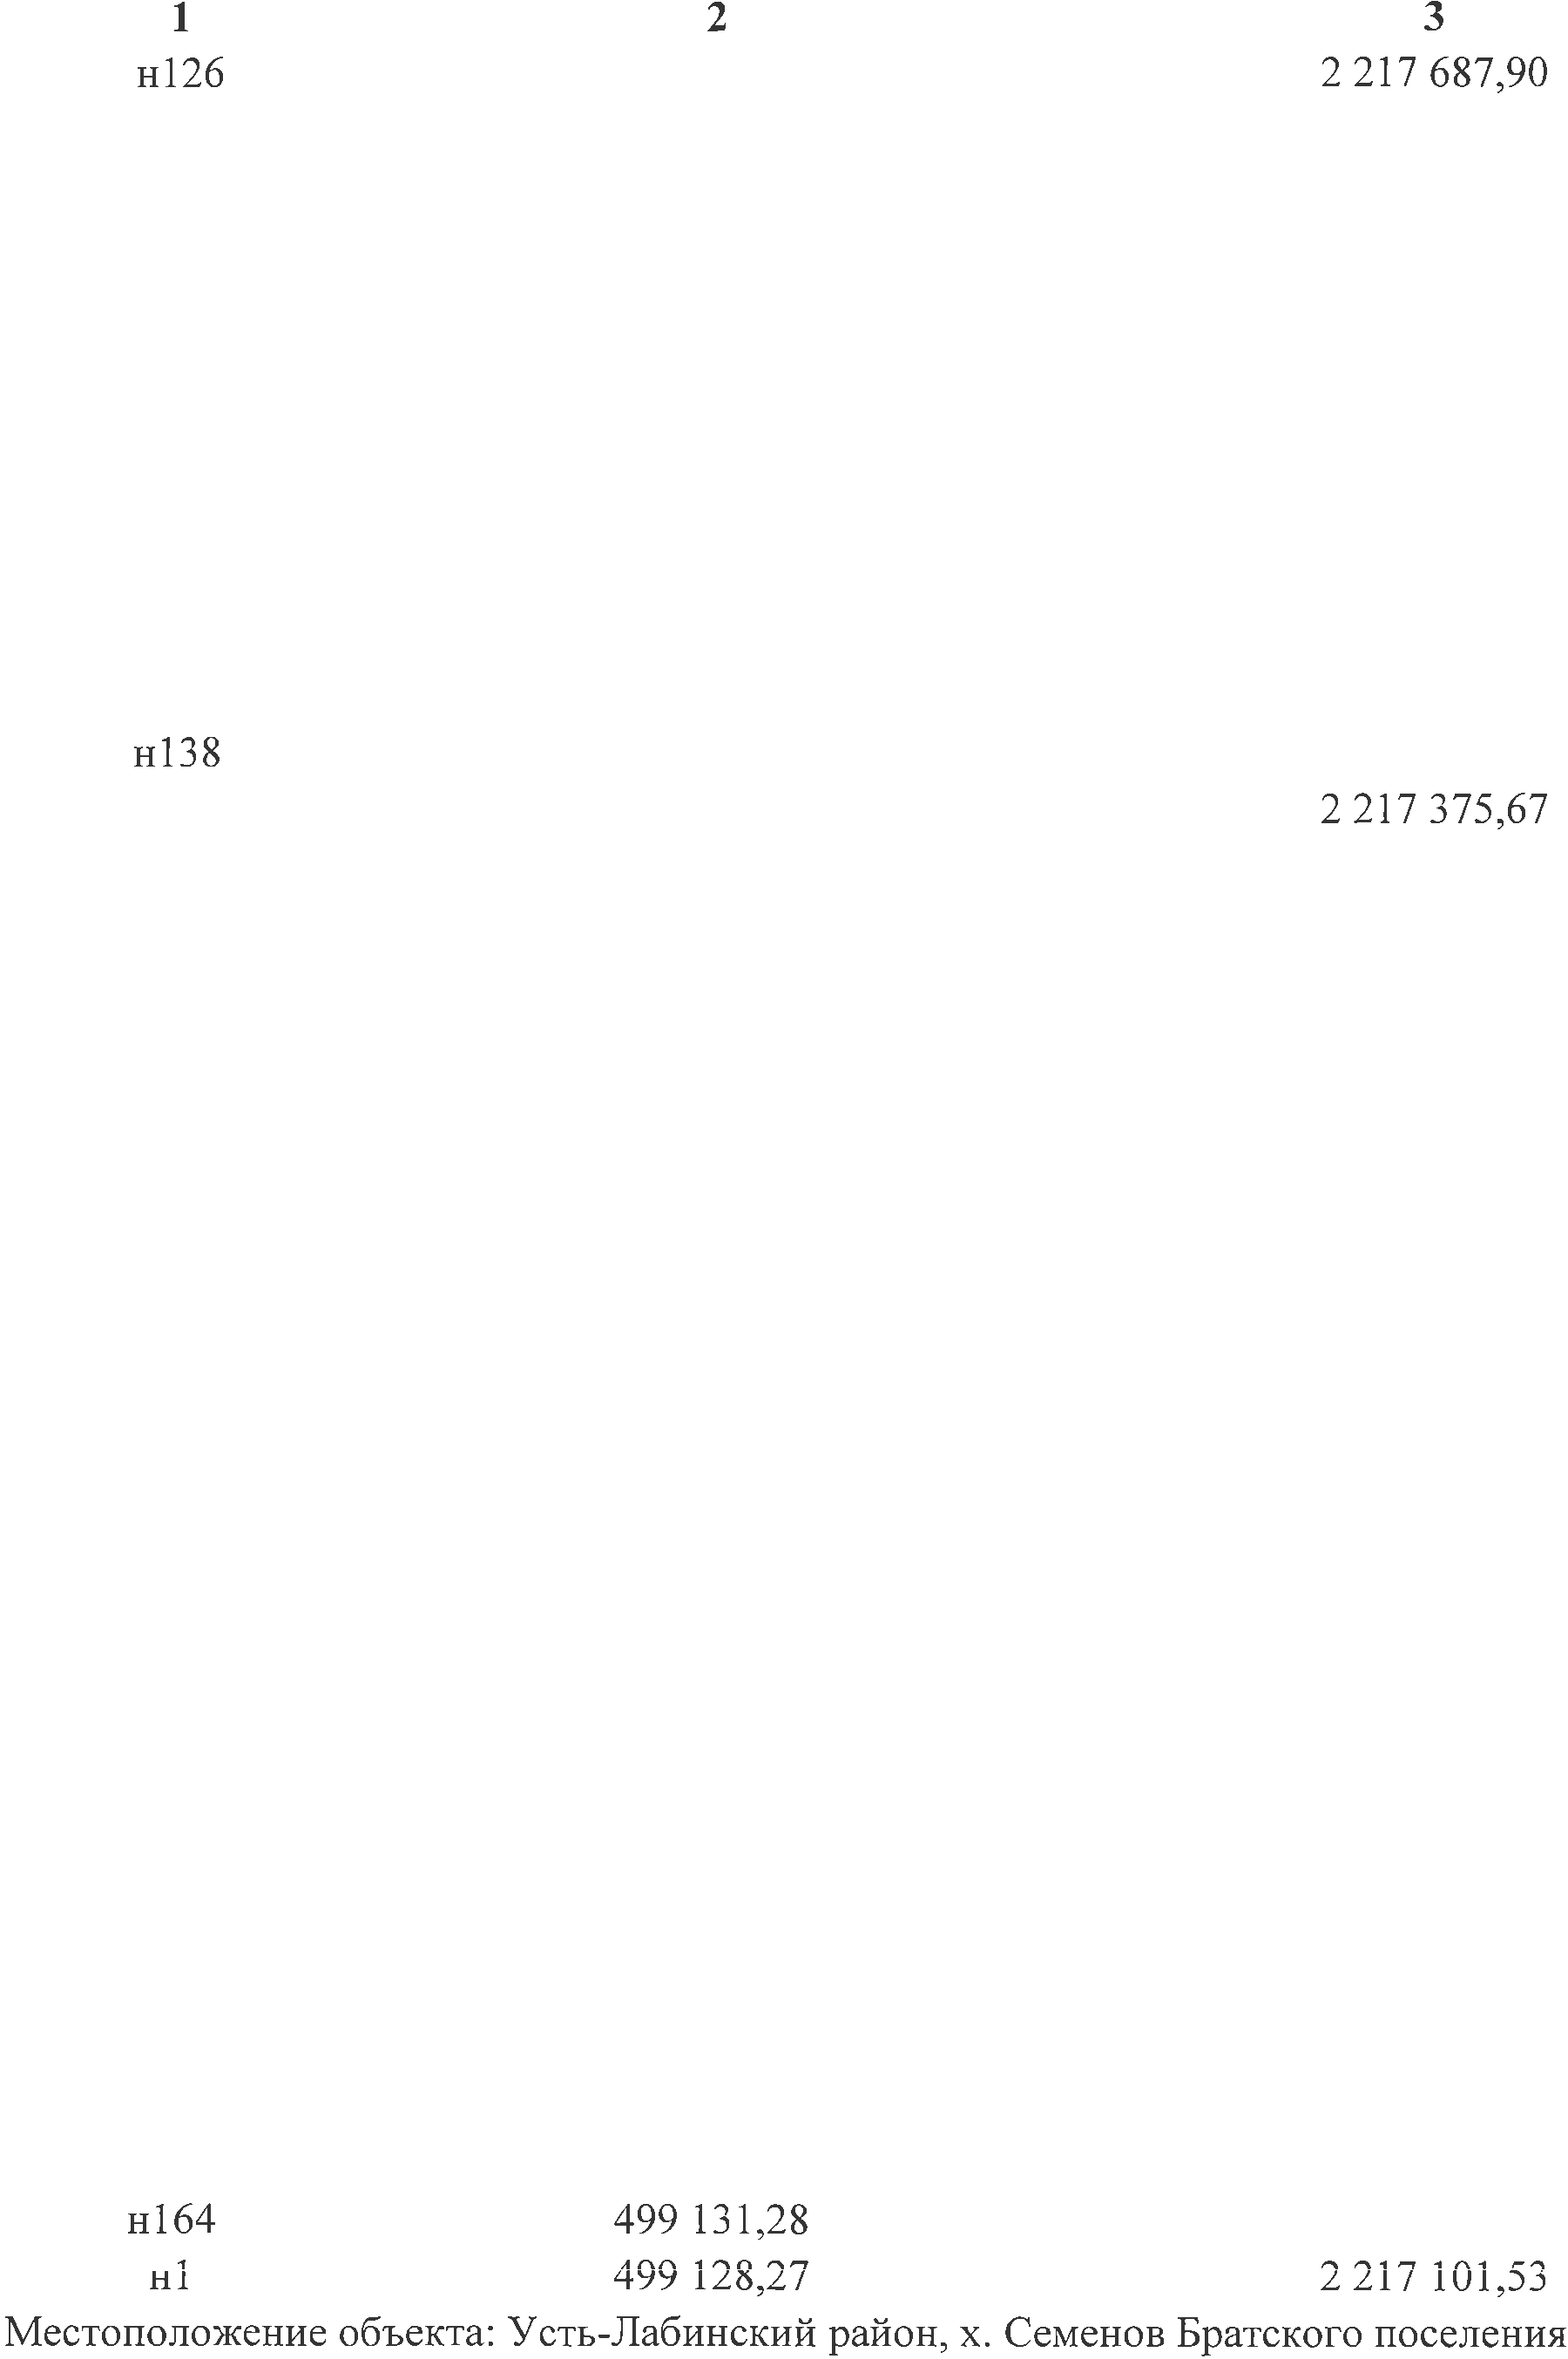 1 2 3
н126 2 217 687,90
н138
2 217 375,67
н164 499 131,28
н1 499 128,27 2 217 101,53
Местоположение объекта: Усть-Лабинский район, х. Семенов Братского поселения